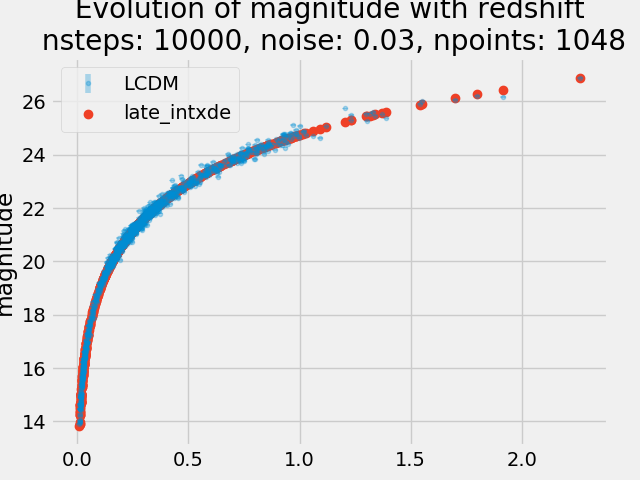 Evolution of magnitude with redshift
nsteps: 10000, noise: 0.03, npoints: 1048
LCDM
late_intxde
magnitude
26
24
22
20
18
16
14
0.0
0.5
1.0
1.5
2.0